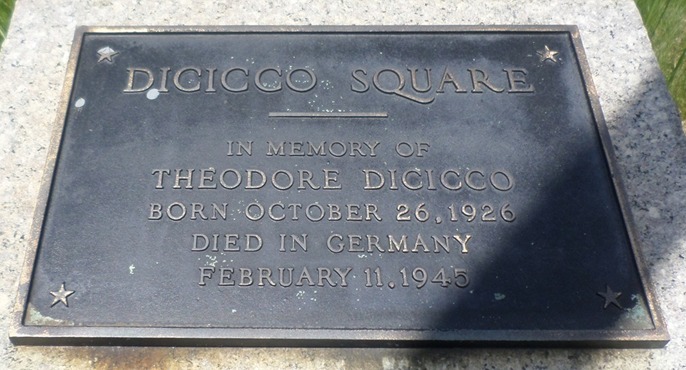 DICICCO SQUARE
IN MEMORY OF
THEODORE DICICCO
BORN OCTOBER 26, 1926
DIED IN GERMANY
FEBRUARY 11, 1945